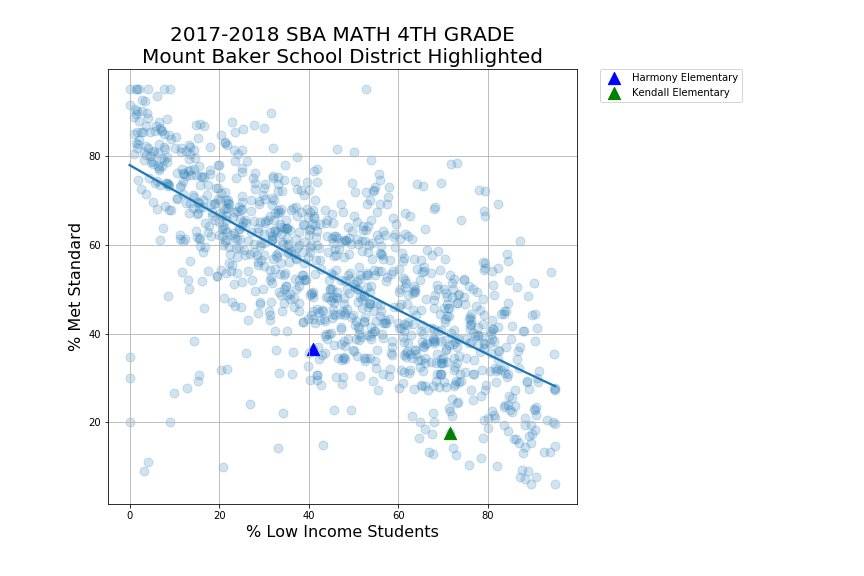 2017-2018 SBA MATH 4TH GRADE
Mount Baker School District Highlighted
Harmony Elementary
Kendall Elementary
% Met Standard
80
60
40
20
0 20 40 60 80
% Low Income Students